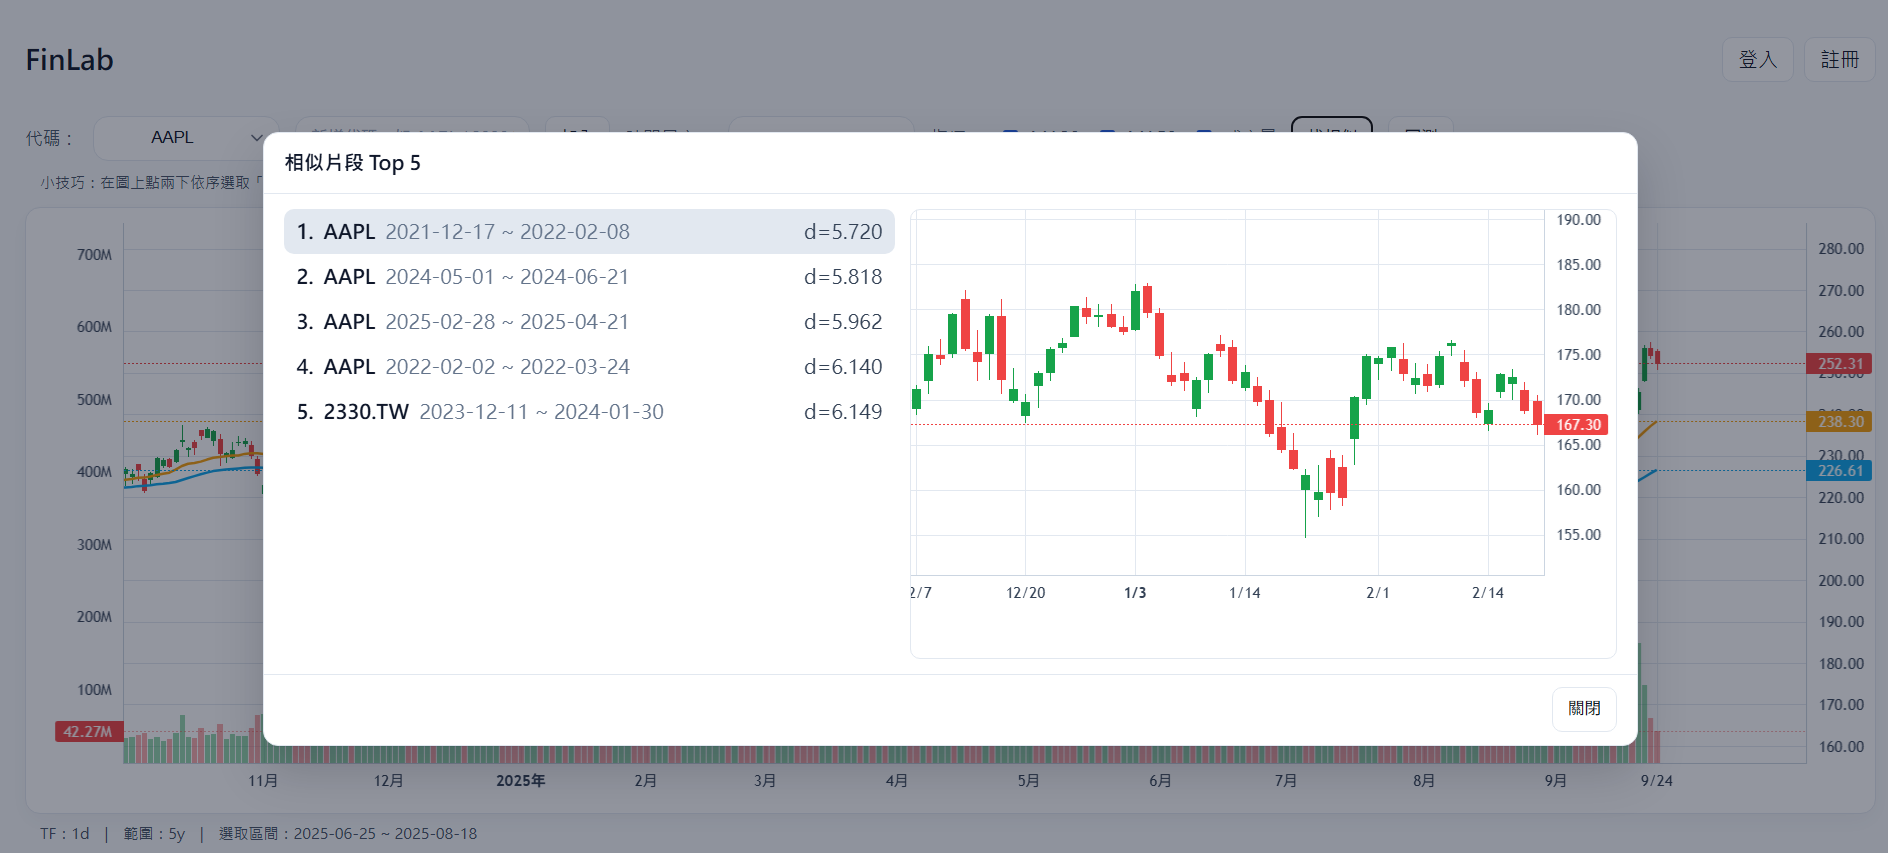 FinLab
登入
註冊
代碼：
AAPL
小技巧：在圖上點兩下依序選取「
相似片段 Top 5
1. AAPL 2021-12-17 ~ 2022-02-08 d=5.720
2. AAPL 2024-05-01 ~ 2024-06-21 d=5.818
3. AAPL 2025-02-28 ~ 2025-04-21 d=5.962
4. AAPL 2022-02-02 ~ 2022-03-24 d=6.140
5. 2330.TW 2023-12-11 ~ 2024-01-30 d=6.149
190.00
185.00
180.00
175.00
170.00
167.30
165.00
160.00
155.00
2/7 12/20 1/3 1/14 2/1 2/14
關閉
700M
600M
500M
400M
300M
200M
100M
42.27M
280.00
270.00
260.00
252.31
238.30
230.00
226.61
220.00
210.00
200.00
190.00
180.00
170.00
160.00
11月 12月 2025年 2月 3月 4月 5月 6月 7月 8月 9月 9/24
TF：1d | 範圍：5y | 選取區間：2025-06-25 ~ 2025-08-18